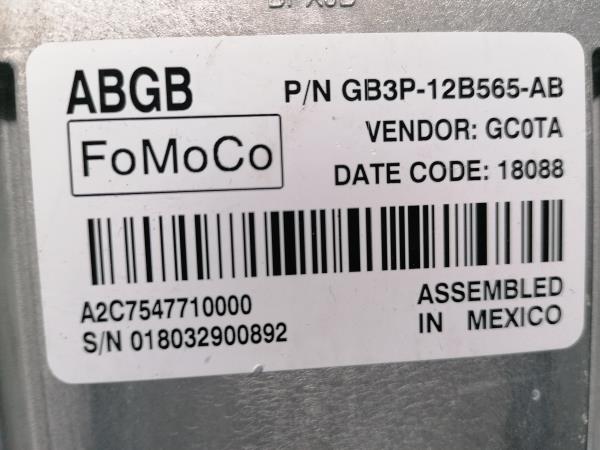 ABGB
P/N GB3P-12B565-AB
FoMoCo
VENDOR: GC0TA
DATE CODE: 18088
A2C7547710000
S/N 018032900892
ASSEMBLED
IN MEXICO